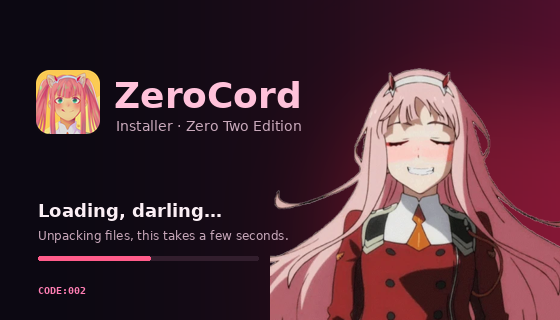 ZeroCord
Installer · Zero Two Edition
Loading, darling...
Unpacking files, this takes a few seconds.
CODE:002